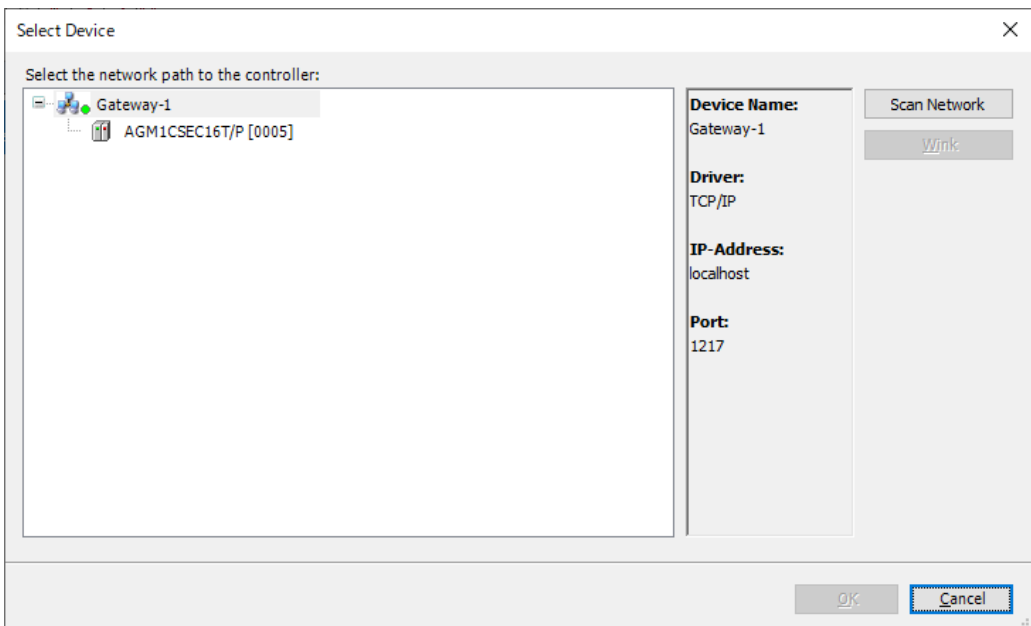 Select Device
Select the network path to the controller:
Gateway-1
AGM1CSEC16T/P [0005]
Device Name:
Gateway-1
Driver:
TCP/IP
IP-Address:
localhost
Port:
1217
Scan Network
Wink
OK
Cancel